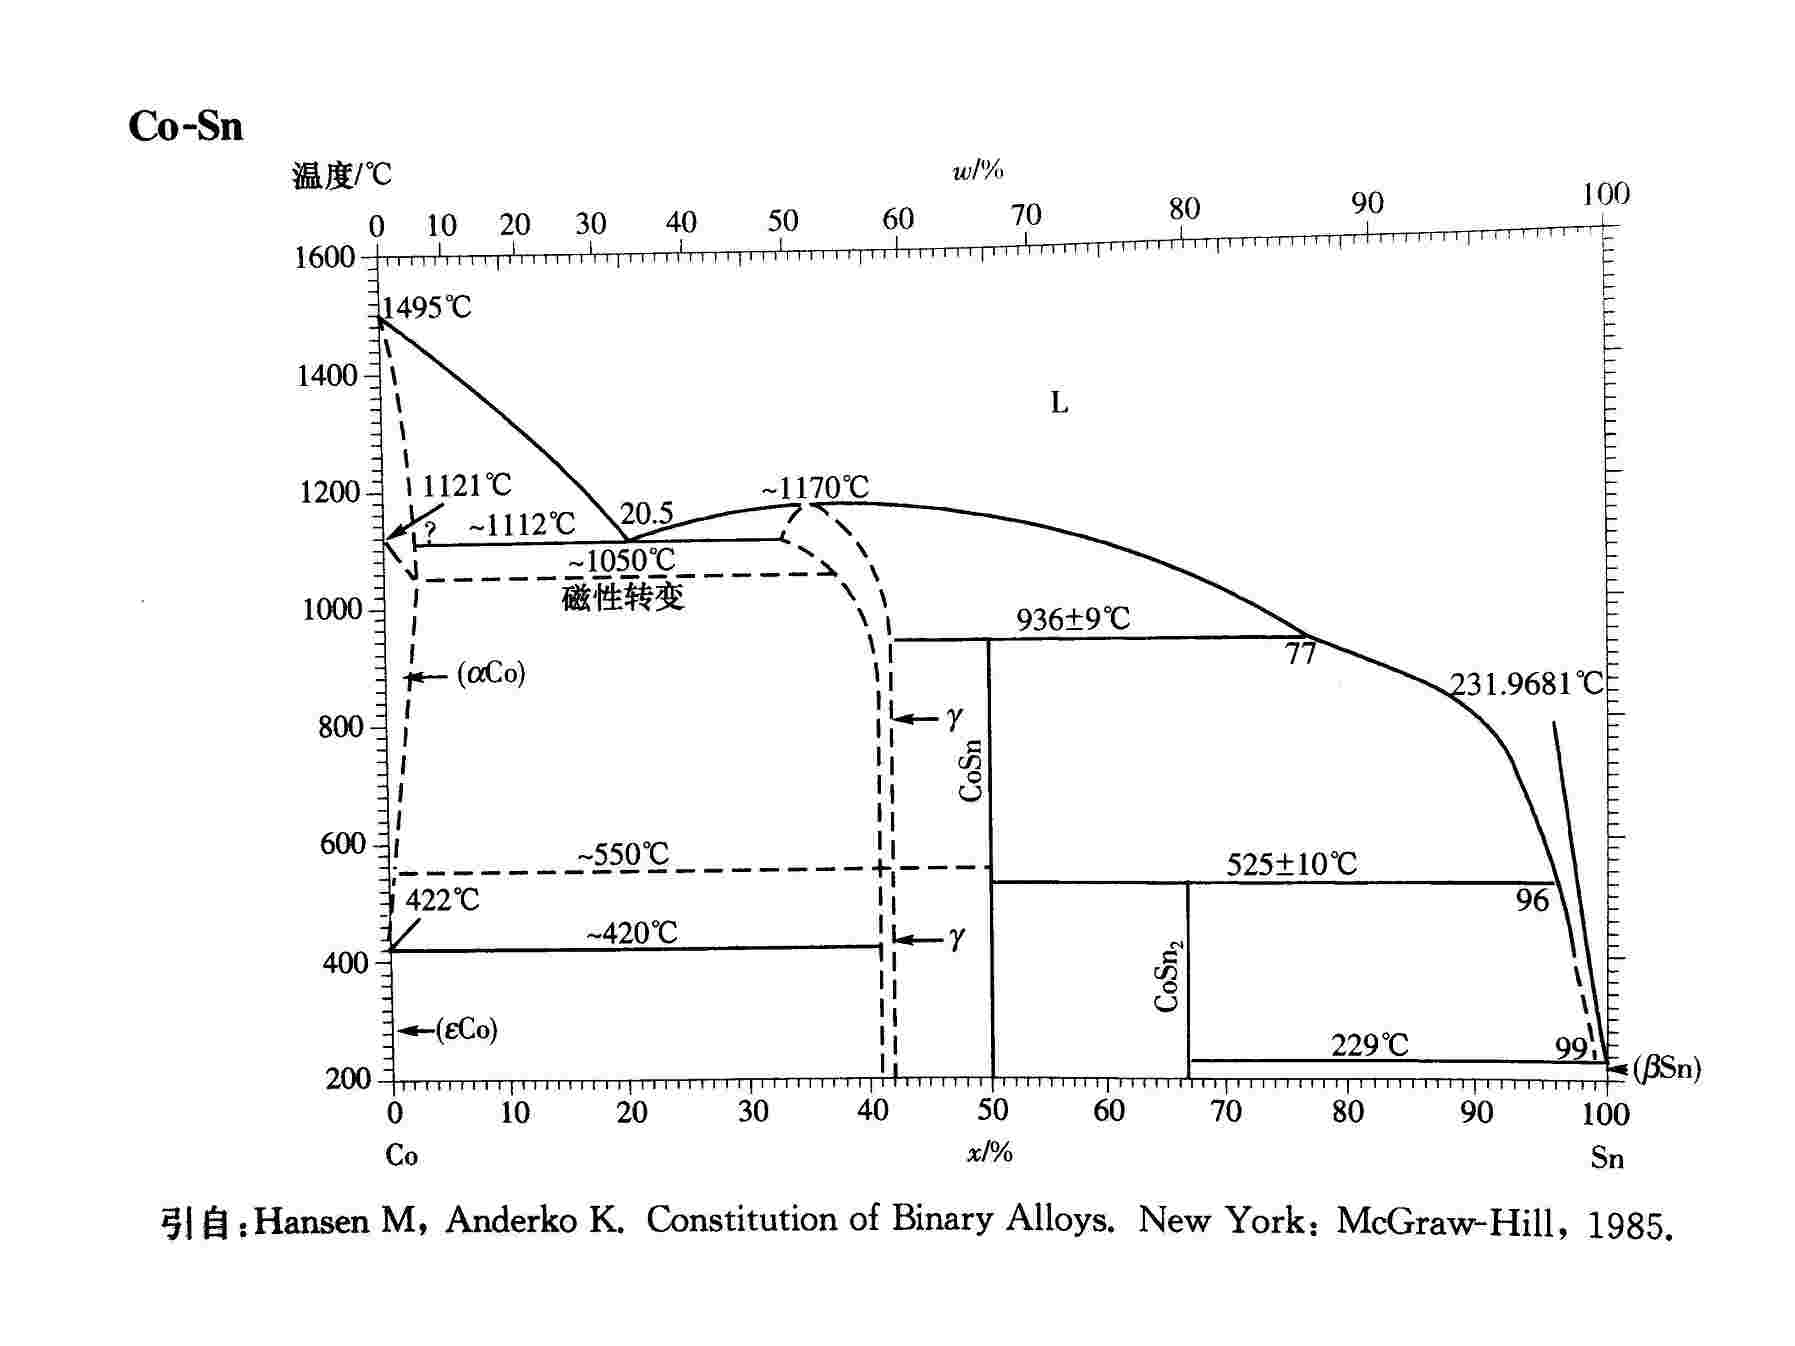 Co-Sn
温度/℃
w/%
0 10 20 30 40 50 60 70 80 90 100
1600
1495℃
1400
L
1200
1121℃
~1170℃
20.5
?
~1112℃
~1050℃
磁性转变
1000
936±9℃
77
(αCo)
231.9681℃
800
γ
CoSn
600
~550℃
525±10℃
422℃
96
~420℃
γ
400
CoSn₂
(εCo)
229℃
99
(βSn)
200
0 10 20 30 40 50 60 70 80 90 100
Co
x/%
Sn
引自:Hansen M, Anderko K. Constitution of Binary Alloys. New York: McGraw-Hill, 1985.